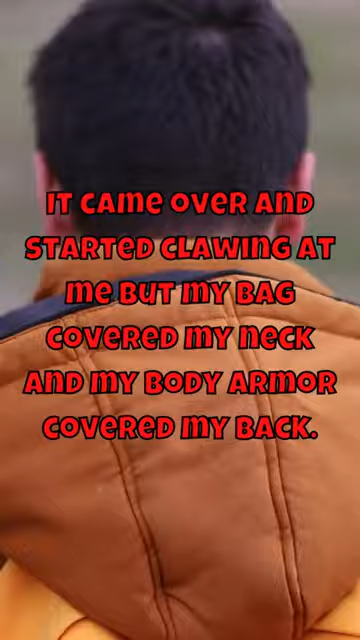 IT CAME OVER AND
STARTED CLAWING AT
ME BUT MY BAG
COVERED MY NECK
AND MY BODY ARMOR
COVERED MY BACK.